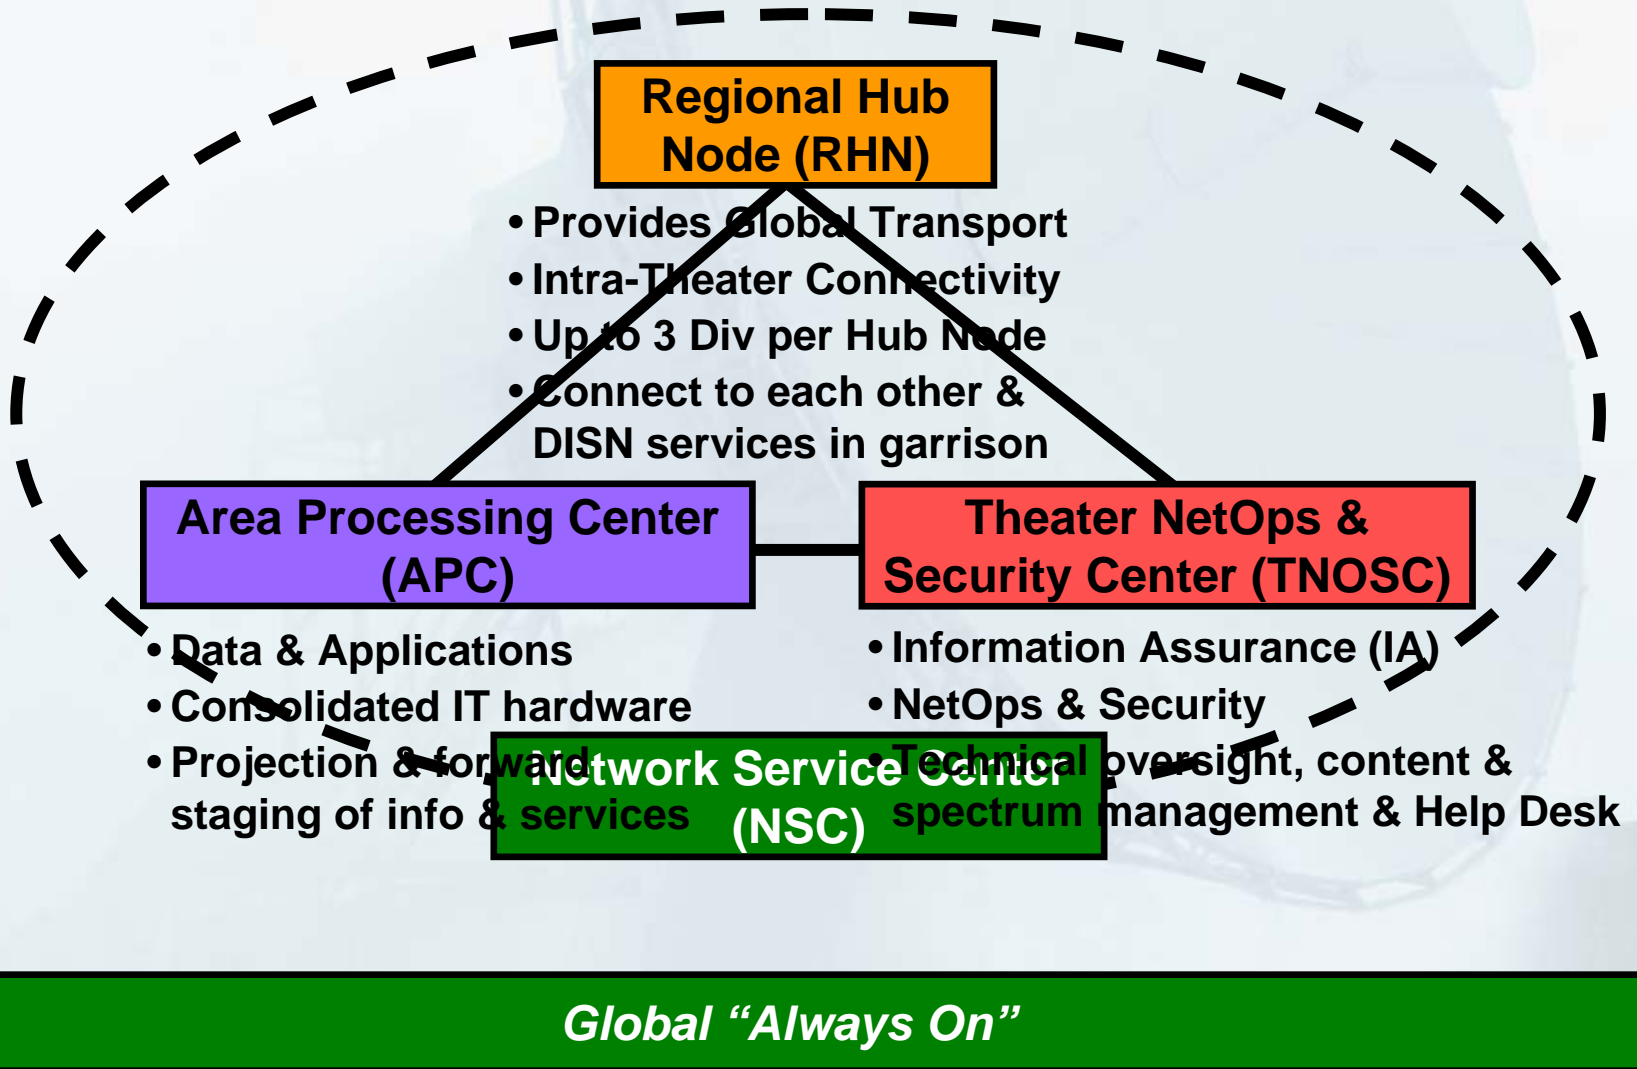 Regional Hub
Node (RHN)
• Provides Global Transport
• Intra-Theater Connectivity
• Up to 3 Div per Hub Node
• Connect to each other &
DISN services in garrison
Area Processing Center
(APC)
Theater NetOps &
Security Center (TNOSC)
• Data & Applications
• Consolidated IT hardware
• Projection & forward
staging of info & services
• Information Assurance (IA)
• NetOps & Security
• Technical oversight, content &
spectrum management & Help Desk
Network Service Center
(NSC)
Global “Always On”